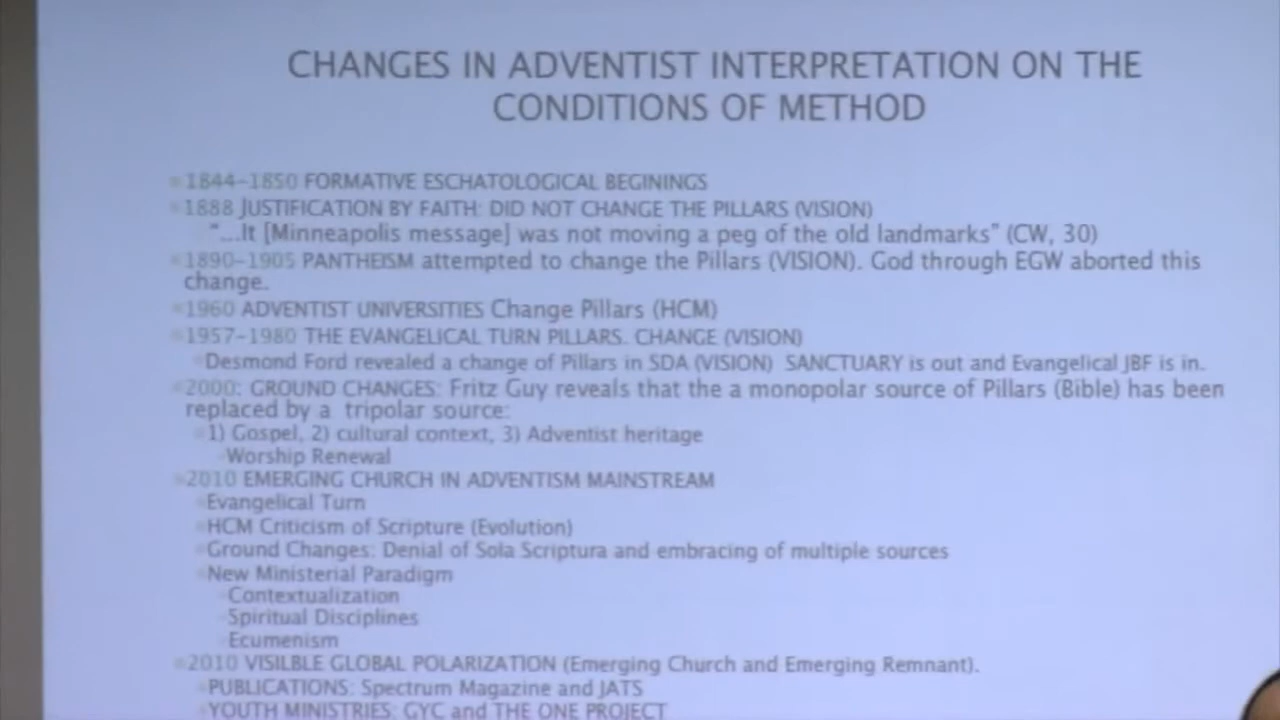 CHANGES IN ADVENTIST INTERPRETATION ON THE
CONDITIONS OF METHOD
1844-1850 FORMATIVE ESCHATOLOGICAL BEGININGS
1888 JUSTIFICATION BY FAITH: DID NOT CHANGE THE PILLARS (VISION)
"...It [Minneapolis message] was not moving a peg of the old landmarks" (CW, 30)
1890-1905 PANTHEISM attempted to change the Pillars (VISION). God through EGW aborted this
change.
1960 ADVENTIST UNIVERSITIES Change Pillars (HCM)
1957-1980 THE EVANGELICAL TURN PILLARS. CHANGE (VISION)
Desmond Ford revealed a change of Pillars in SDA (VISION) SANCTUARY is out and Evangelical JBF is in.
2000: GROUND CHANGES: Fritz Guy reveals that the a monopolar source of Pillars (Bible) has been
replaced by a tripolar source:
1) Gospel, 2) cultural context, 3) Adventist heritage
Worship Renewal
2010 EMERGING CHURCH IN ADVENTISM MAINSTREAM
Evangelical Turn
HCM Criticism of Scripture (Evolution)
Ground Changes: Denial of Sola Scriptura and embracing of multiple sources
New Ministerial Paradigm
Contextualization
Spiritual Disciplines
Ecumenism
2010 VISILBLE GLOBAL POLARIZATION (Emerging Church and Emerging Remnant).
PUBLICATIONS: Spectrum Magazine and JATS
YOUTH MINISTRIES: GYC and THE ONE PROJECT